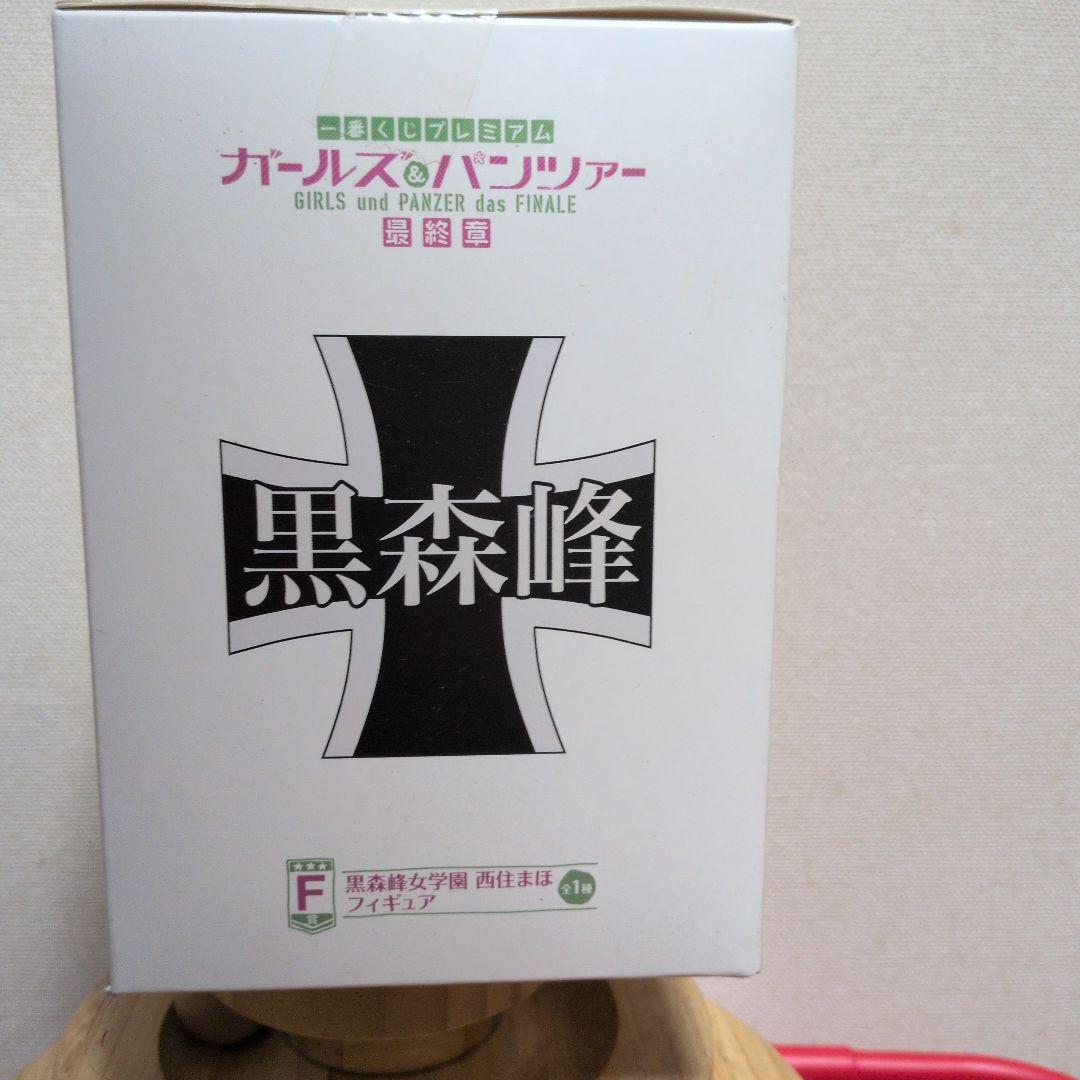 一番くじプレミアム
ガールズ&パンツァー
GIRLS und PANZER das FINALE
最終章
黒森峰
F賞
黒森峰女学園 西住まほ
フィギュア
全1種